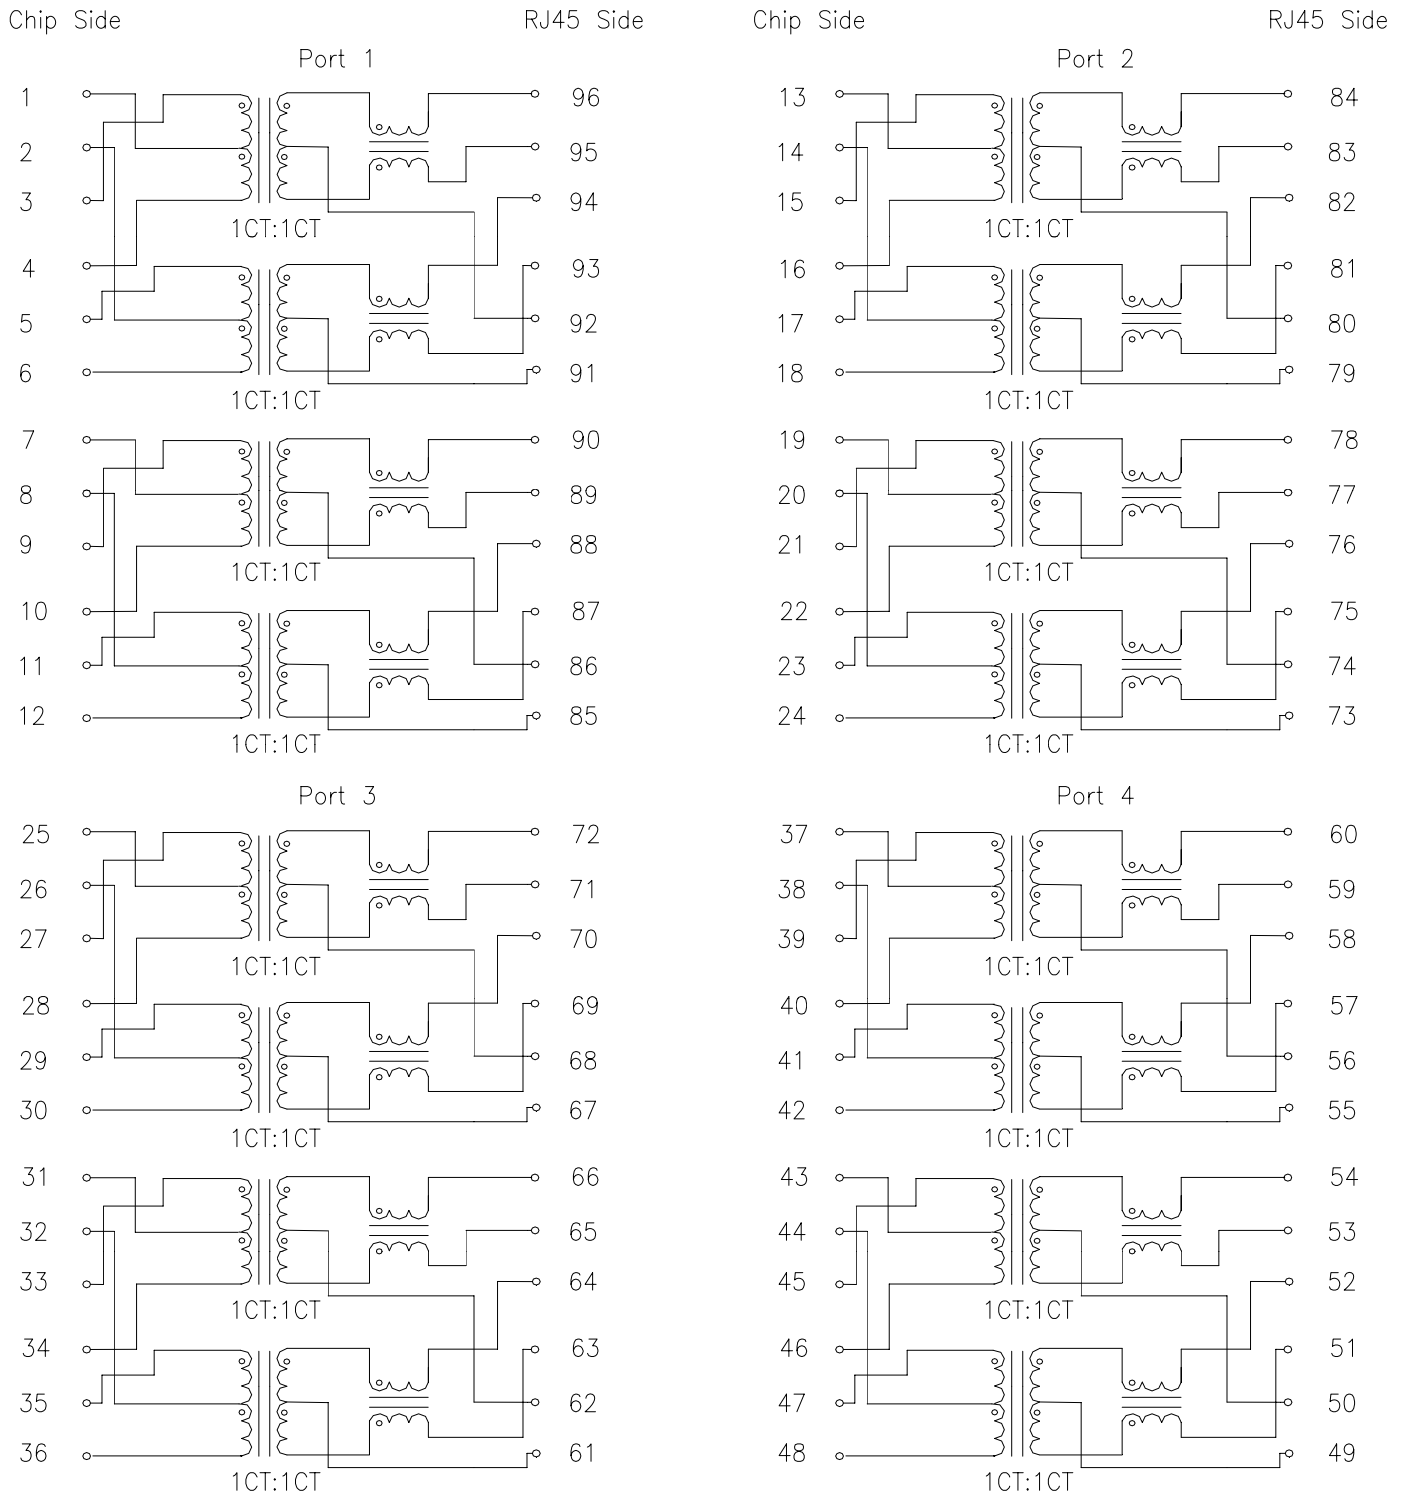 Chip Side RJ45 Side Chip Side RJ45 Side
Port 1 Port 2
1 96 13 84
2 95 14 83
3 94 15 82
1CT:1CT 1CT:1CT
4 93 16 81
5 92 17 80
6 91 18 79
1CT:1CT 1CT:1CT
7 90 19 78
8 89 20 77
9 88 21 76
1CT:1CT 1CT:1CT
10 87 22 75
11 86 23 74
12 85 24 73
1CT:1CT 1CT:1CT
Port 3 Port 4
25 72 37 60
26 71 38 59
27 70 39 58
1CT:1CT 1CT:1CT
28 69 40 57
29 68 41 56
30 67 42 55
1CT:1CT 1CT:1CT
31 66 43 54
32 65 44 53
33 64 45 52
1CT:1CT 1CT:1CT
34 63 46 51
35 62 47 50
36 61 48 49
1CT:1CT 1CT:1CT